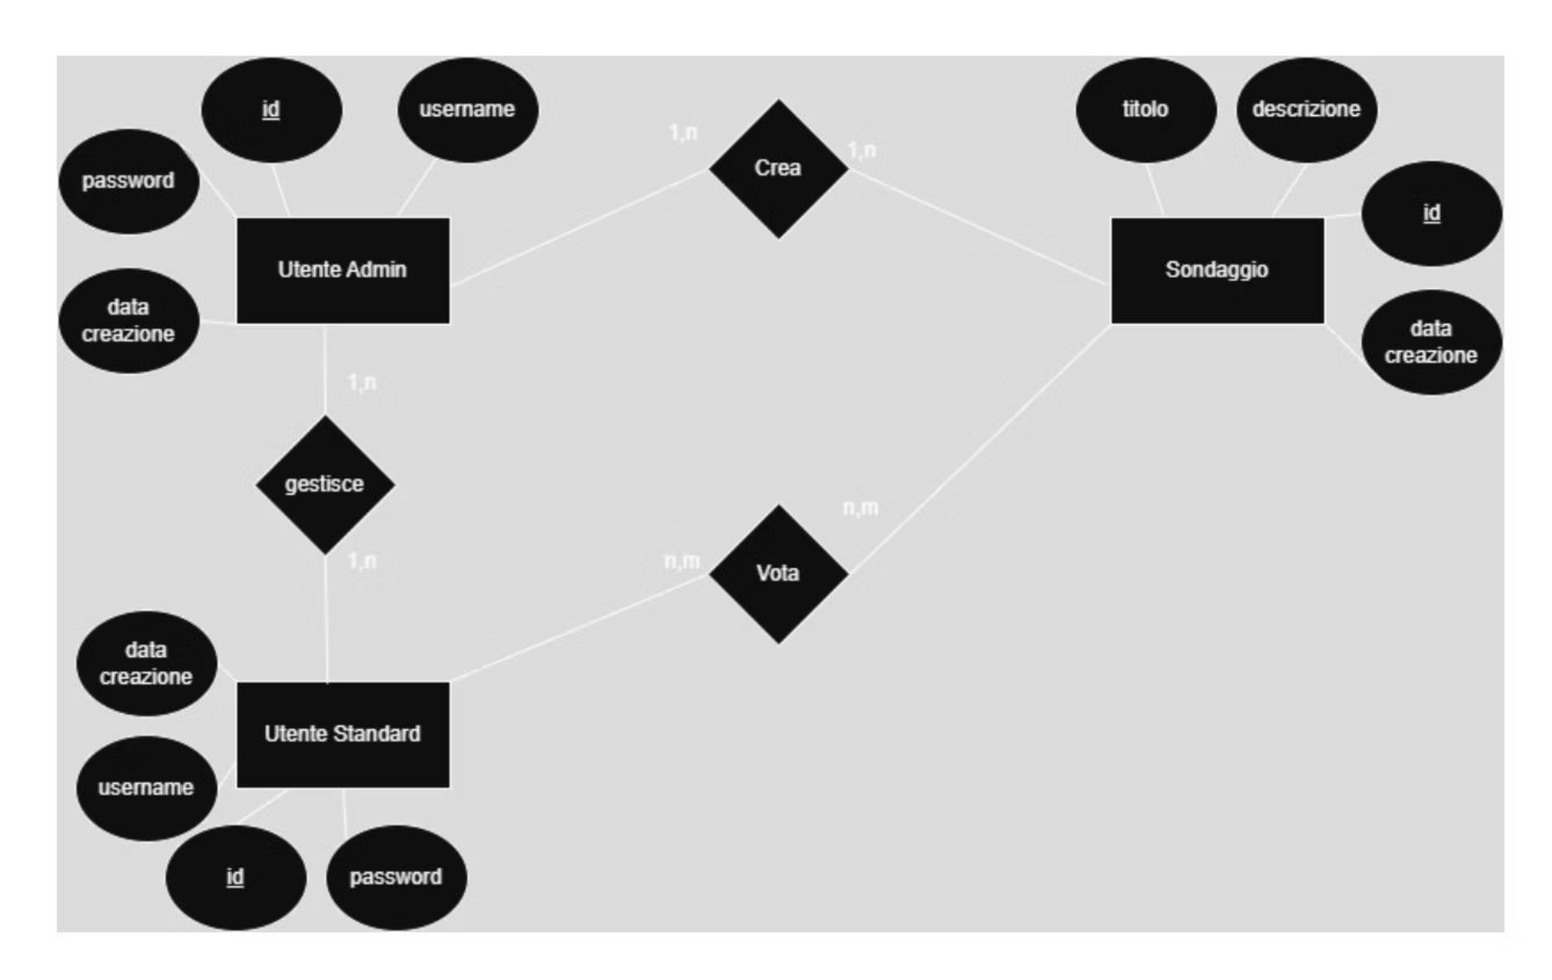 id
username
titolo
descrizione
1,n
1,n
Crea
password
id
Utente Admin
Sondaggio
data
creazione
data
creazione
1,n
gestisce
n,m
1,n
n,m
Vota
data
creazione
Utente Standard
username
id
password